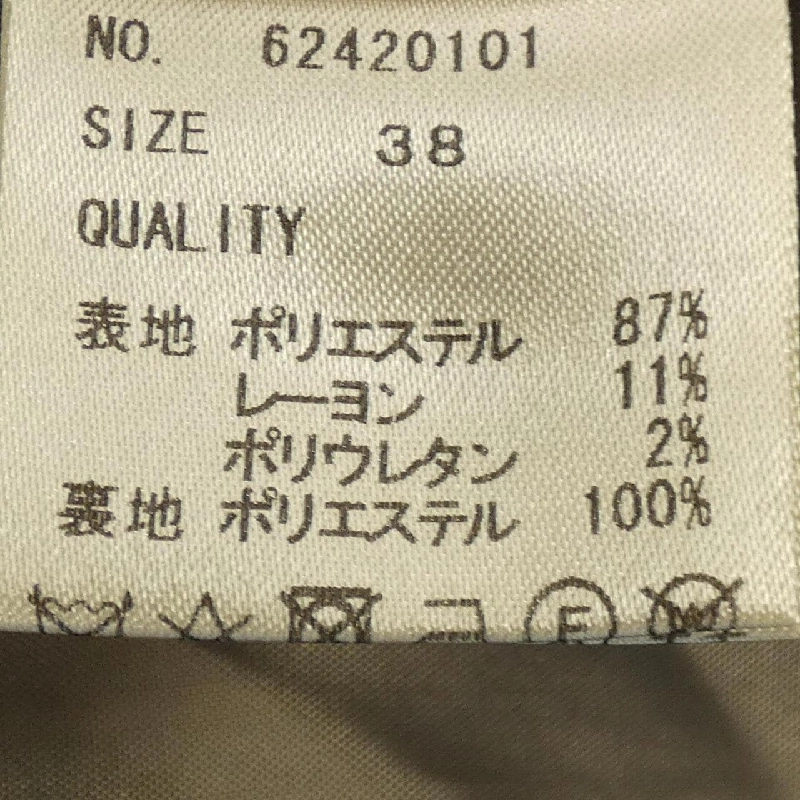 NO. 62420101
SIZE 38
QUALITY
表地 ポリエステル 87%
レーヨン 11%
ポリウレタン 2%
裏地 ポリエステル 100%
F W